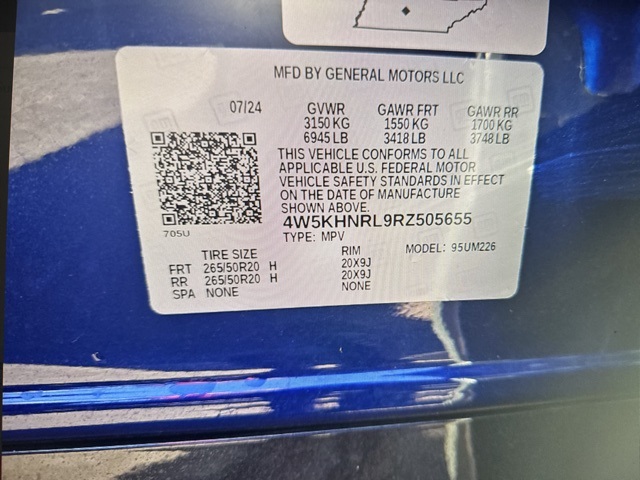 MFD BY GENERAL MOTORS LLC
07/24 GVWR GAWR FRT GAWR RR
3150 KG 1550 KG 1700 KG
6945 LB 3418 LB 3748 LB
THIS VEHICLE CONFORMS TO ALL
APPLICABLE U.S. FEDERAL MOTOR
VEHICLE SAFETY STANDARDS IN EFFECT
ON THE DATE OF MANUFACTURE
SHOWN ABOVE.
4W5KHNRL9RZ505655
705U
TYPE: MPV MODEL: 95UM226
TIRE SIZE RIM
FRT 265/50R20 H 20X9J
RR 265/50R20 H 20X9J
SPA NONE NONE